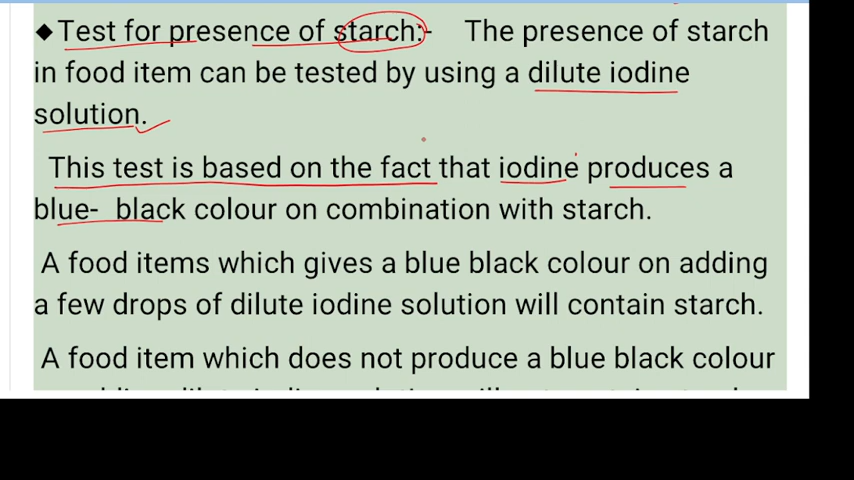 ◆Test for presence of starch:- The presence of starch
in food item can be tested by using a dilute iodine
solution.
This test is based on the fact that iodine produces a
blue- black colour on combination with starch.
A food items which gives a blue black colour on adding
a few drops of dilute iodine solution will contain starch.
A food item which does not produce a blue black colour